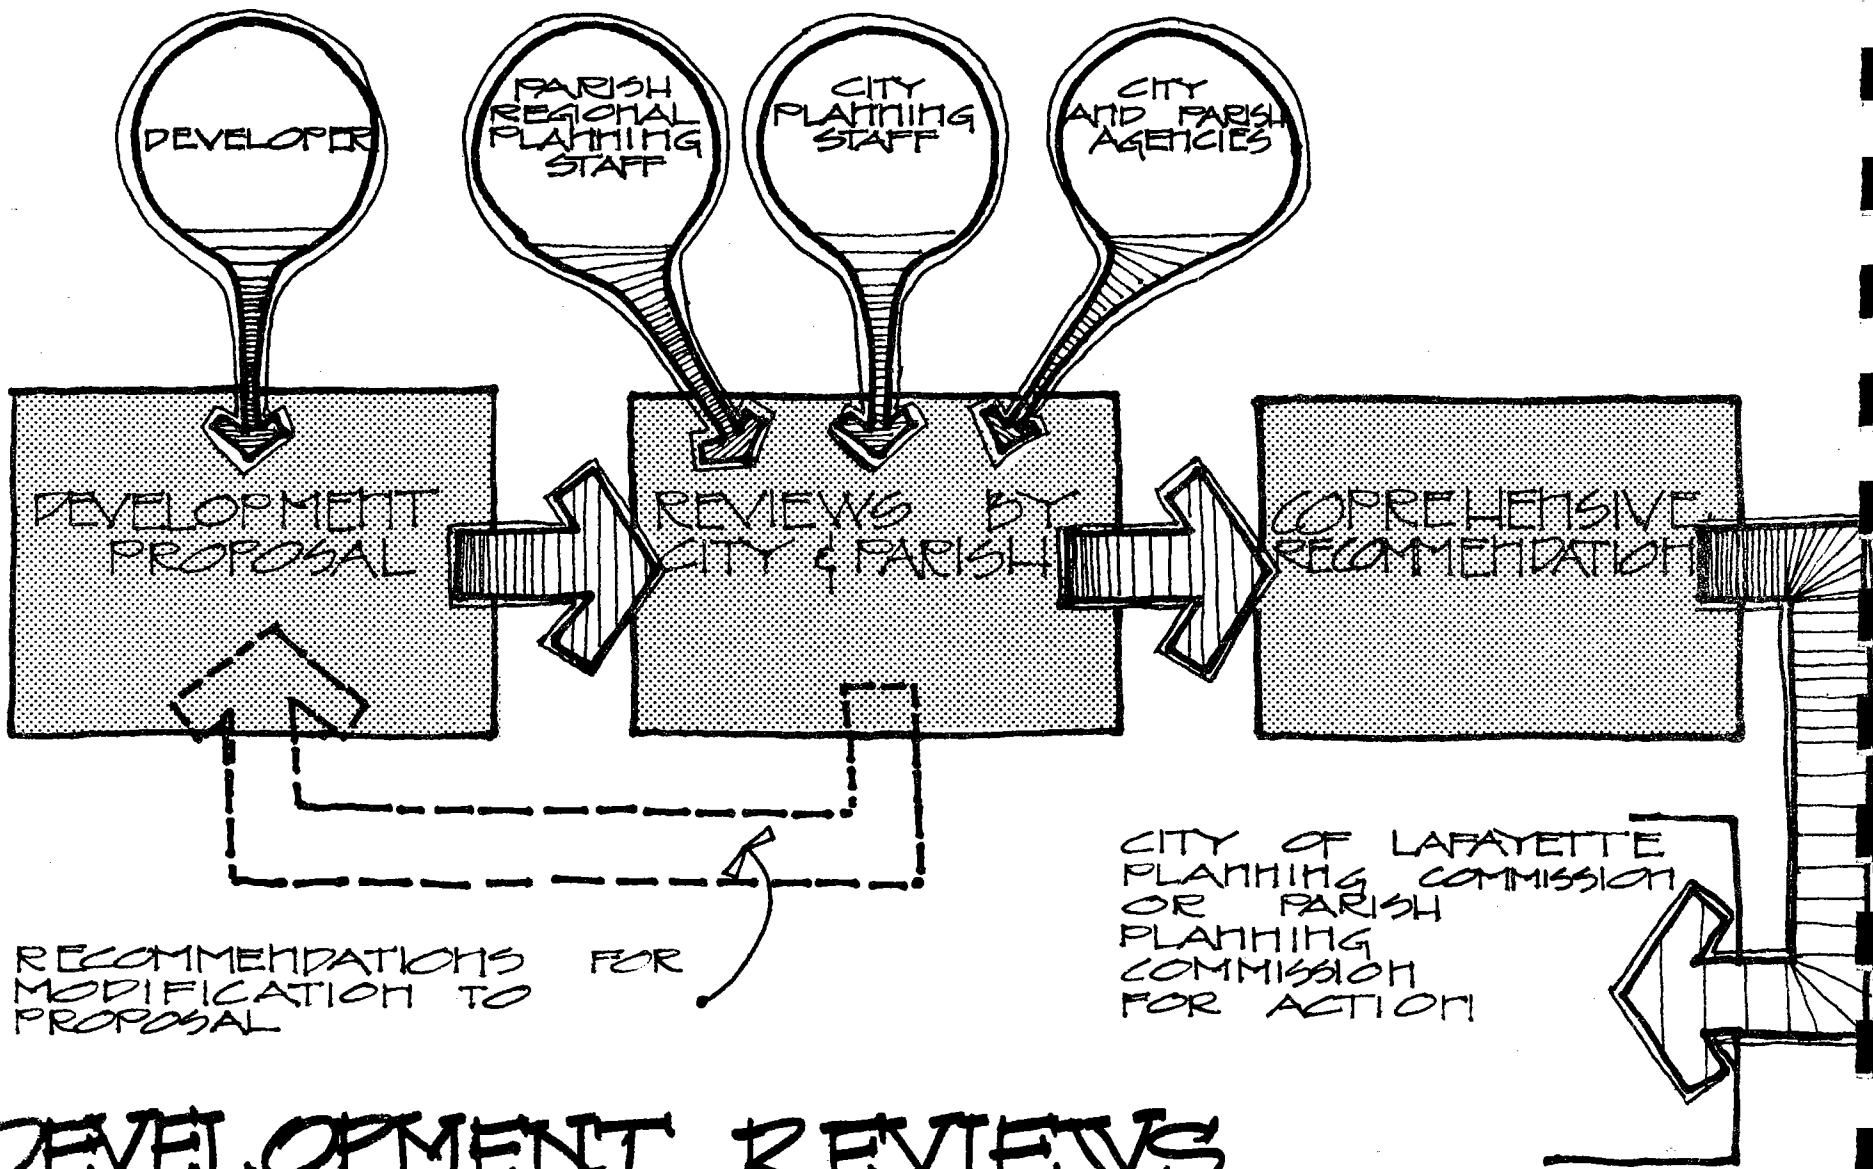 DEVELOPER
PARISH
REGIONAL
PLANNING
STAFF
CITY
PLANNING
STAFF
CITY
AND PARISH
AGENCIES
DEVELOPMENT
PROPOSAL
REVIEWS BY
CITY & PARISH
COPREHENSIVE
RECOMMENDATION
RECOMMENDATIONS FOR
MODIFICATION TO
PROPOSAL
CITY OF LAFAYETTE
PLANNING COMMISSION
OR PARISH
PLANNING
COMMISSION
FOR ACTION
DEVELOPMENT REVIEWS